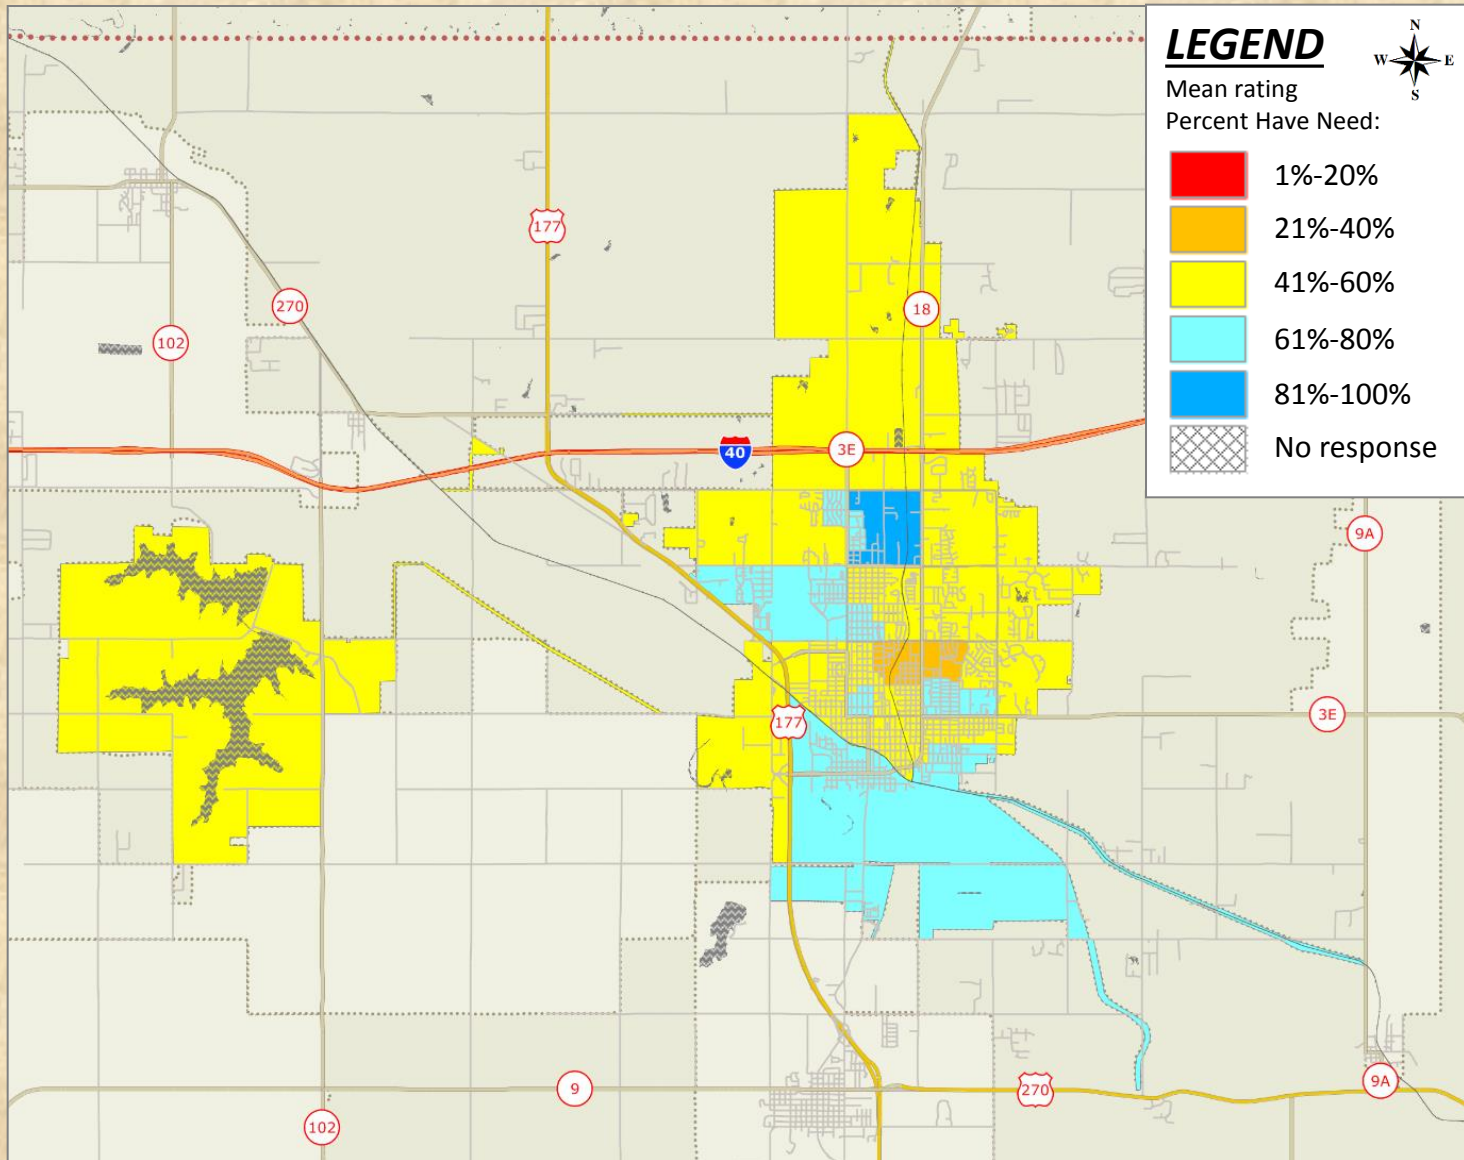 LEGEND
N
W E
S
Mean rating
Percent Have Need:
1%-20%
21%-40%
41%-60%
61%-80%
81%-100%
No response
177
270
18
102
40
3E
9A
177
3E
9
270
9A
102